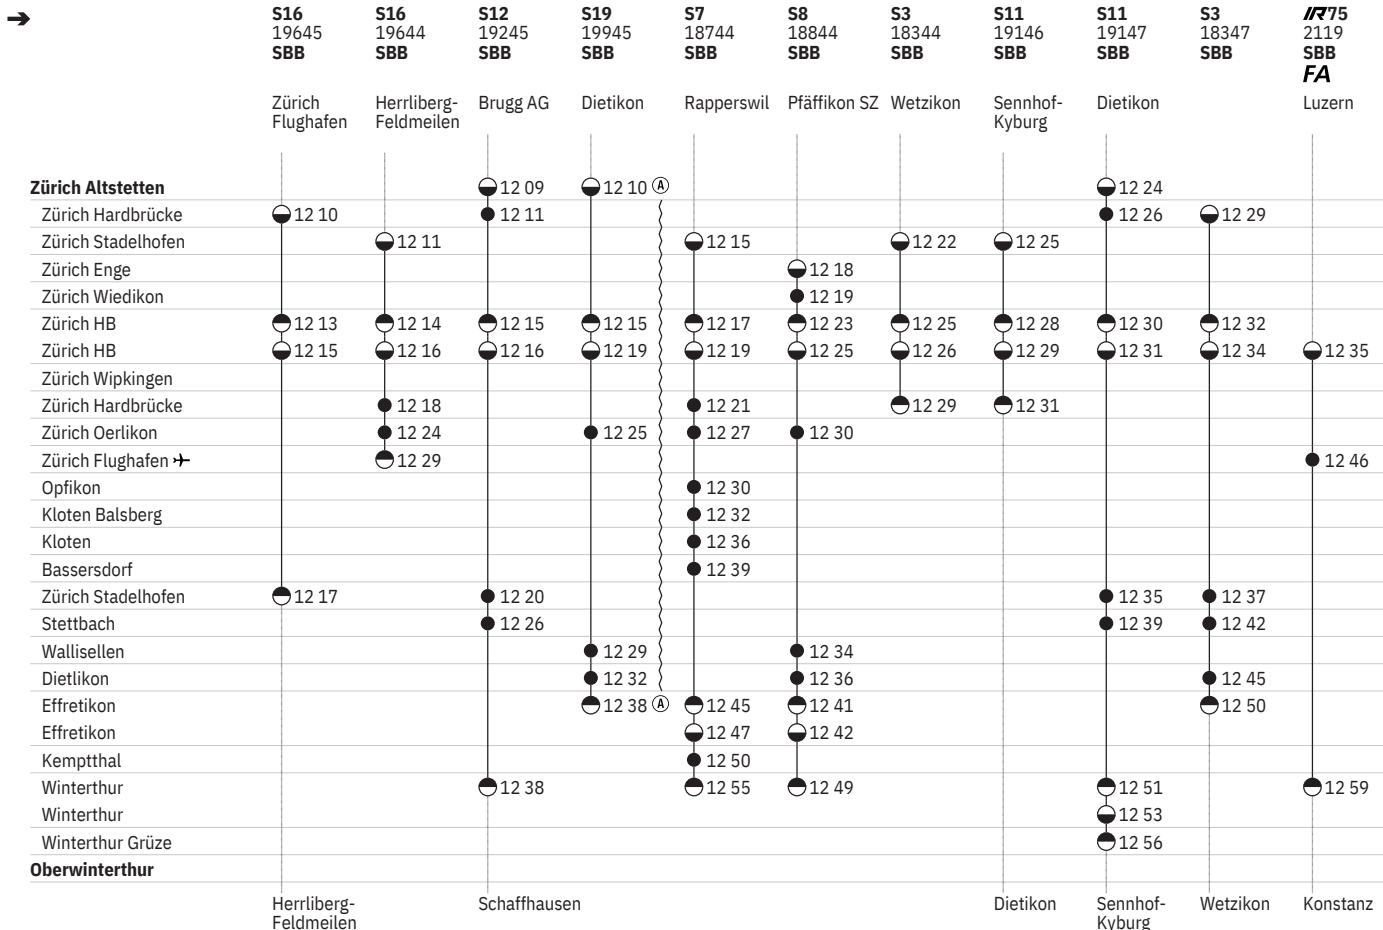 ➔ S16 S16 S12 S19 S7 S8 S3 S11 S11 S3 IR75
19645 19644 19245 19945 18744 18844 18344 19146 19147 18347 2119
SBB SBB SBB SBB SBB SBB SBB SBB SBB SBB SBB
FA
Zürich Herrliberg- Brugg AG Dietikon Rapperswil Pfäffikon SZ Wetzikon Sennhof- Dietikon Luzern
Flughafen Feldmeilen Kyburg
Zürich Altstetten 12 09 12 10 Ⓐ 12 24
Zürich Hardbrücke 12 10 12 11 12 26 12 29
Zürich Stadelhofen 12 11 12 15 12 22 12 25
Zürich Enge 12 18
Zürich Wiedikon 12 19
Zürich HB 12 13 12 14 12 15 12 15 12 17 12 23 12 25 12 28 12 30 12 32
Zürich HB 12 15 12 16 12 16 12 19 12 19 12 25 12 26 12 29 12 31 12 34 12 35
Zürich Wipkingen
Zürich Hardbrücke 12 18 12 21 12 29 12 31
Zürich Oerlikon 12 24 12 25 12 27 12 30
Zürich Flughafen ✈ 12 29 12 46
Opfikon 12 30
Kloten Balsberg 12 32
Kloten 12 36
Bassersdorf 12 39
Zürich Stadelhofen 12 17 12 20 12 35 12 37
Stettbach 12 26 12 39 12 42
Wallisellen 12 29 12 34
Dietlikon 12 32 12 36 12 45
Effretikon 12 38 Ⓐ 12 45 12 41 12 50
Effretikon 12 47 12 42
Kemptthal 12 50
Winterthur 12 38 12 55 12 49 12 51 12 59
Winterthur 12 53
Winterthur Grüze 12 56
Oberwinterthur
Herrliberg- Schaffhausen Dietikon Sennhof- Wetzikon Konstanz
Feldmeilen Kyburg